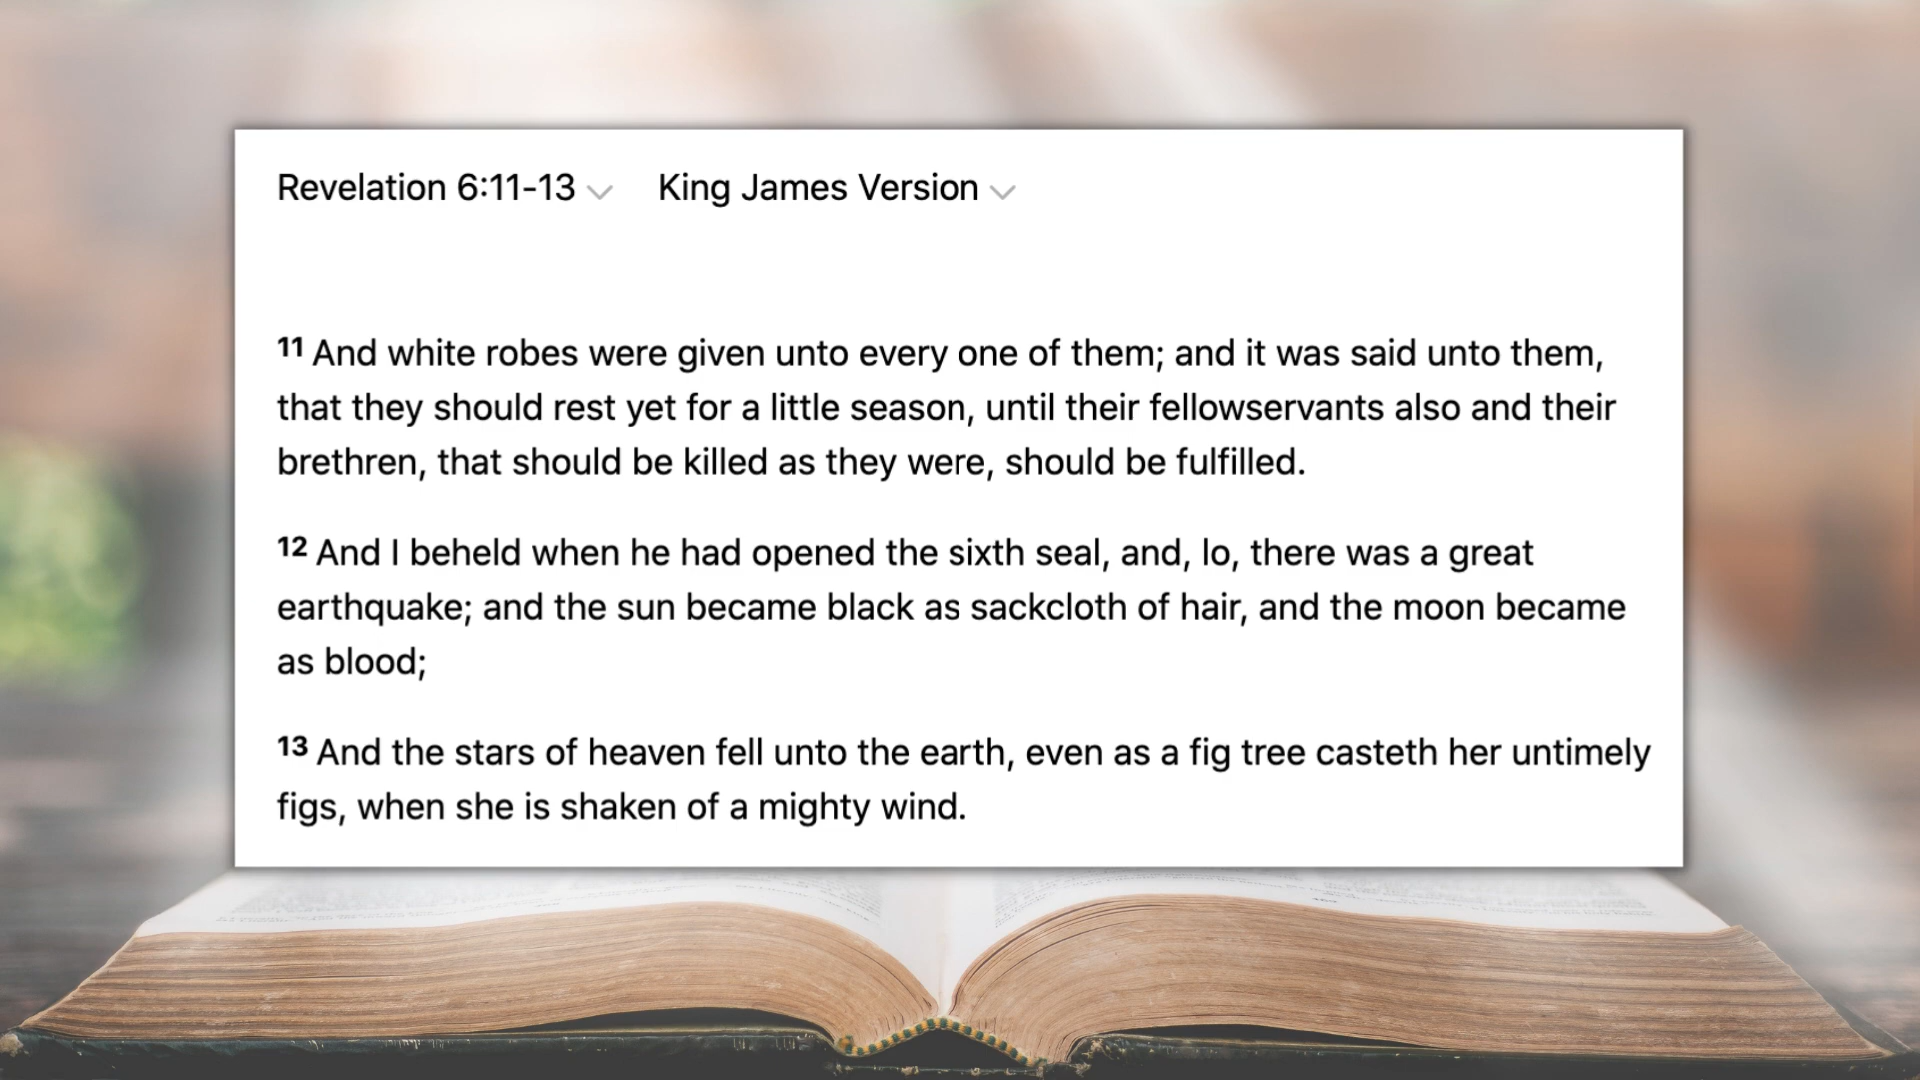 Revelation 6:11-13 King James Version
11 And white robes were given unto every one of them; and it was said unto them,
that they should rest yet for a little season, until their fellowservants also and their
brethren, that should be killed as they were, should be fulfilled.
12 And I beheld when he had opened the sixth seal, and, lo, there was a great
earthquake; and the sun became black as sackcloth of hair, and the moon became
as blood;
13 And the stars of heaven fell unto the earth, even as a fig tree casteth her untimely
figs, when she is shaken of a mighty wind.